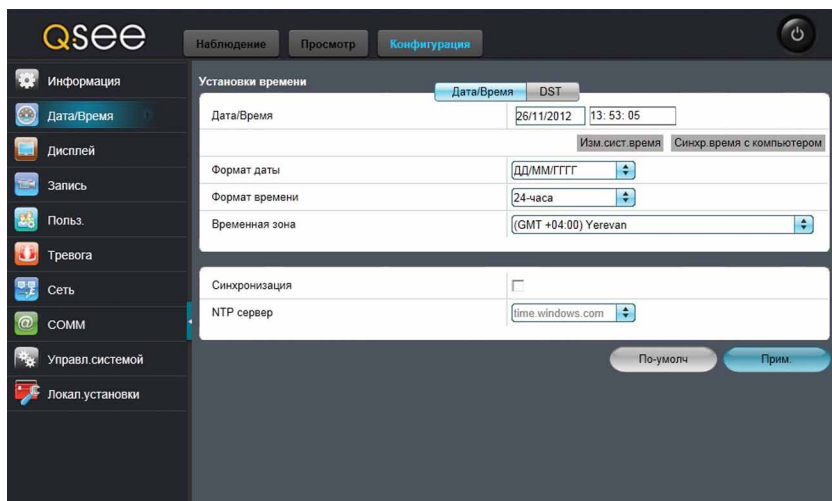 Qsee
Наблюдение Просмотр Конфигурация
Информация
Дата/Время
Дисплей
Запись
Польз.
Тревога
Сеть
COMM
Управл.системой
Локал.установки
Установки времени
Дата/Время DST
Дата/Время 26/11/2012 13: 53: 05
Изм.сист.время Синхр.время с компьютером
Формат даты ДД/ММ/ГГГГ
Формат времени 24-часа
Временная зона (GMT +04:00) Yerevan
Синхронизация
NTP сервер time.windows.com
По-умолч Прим.